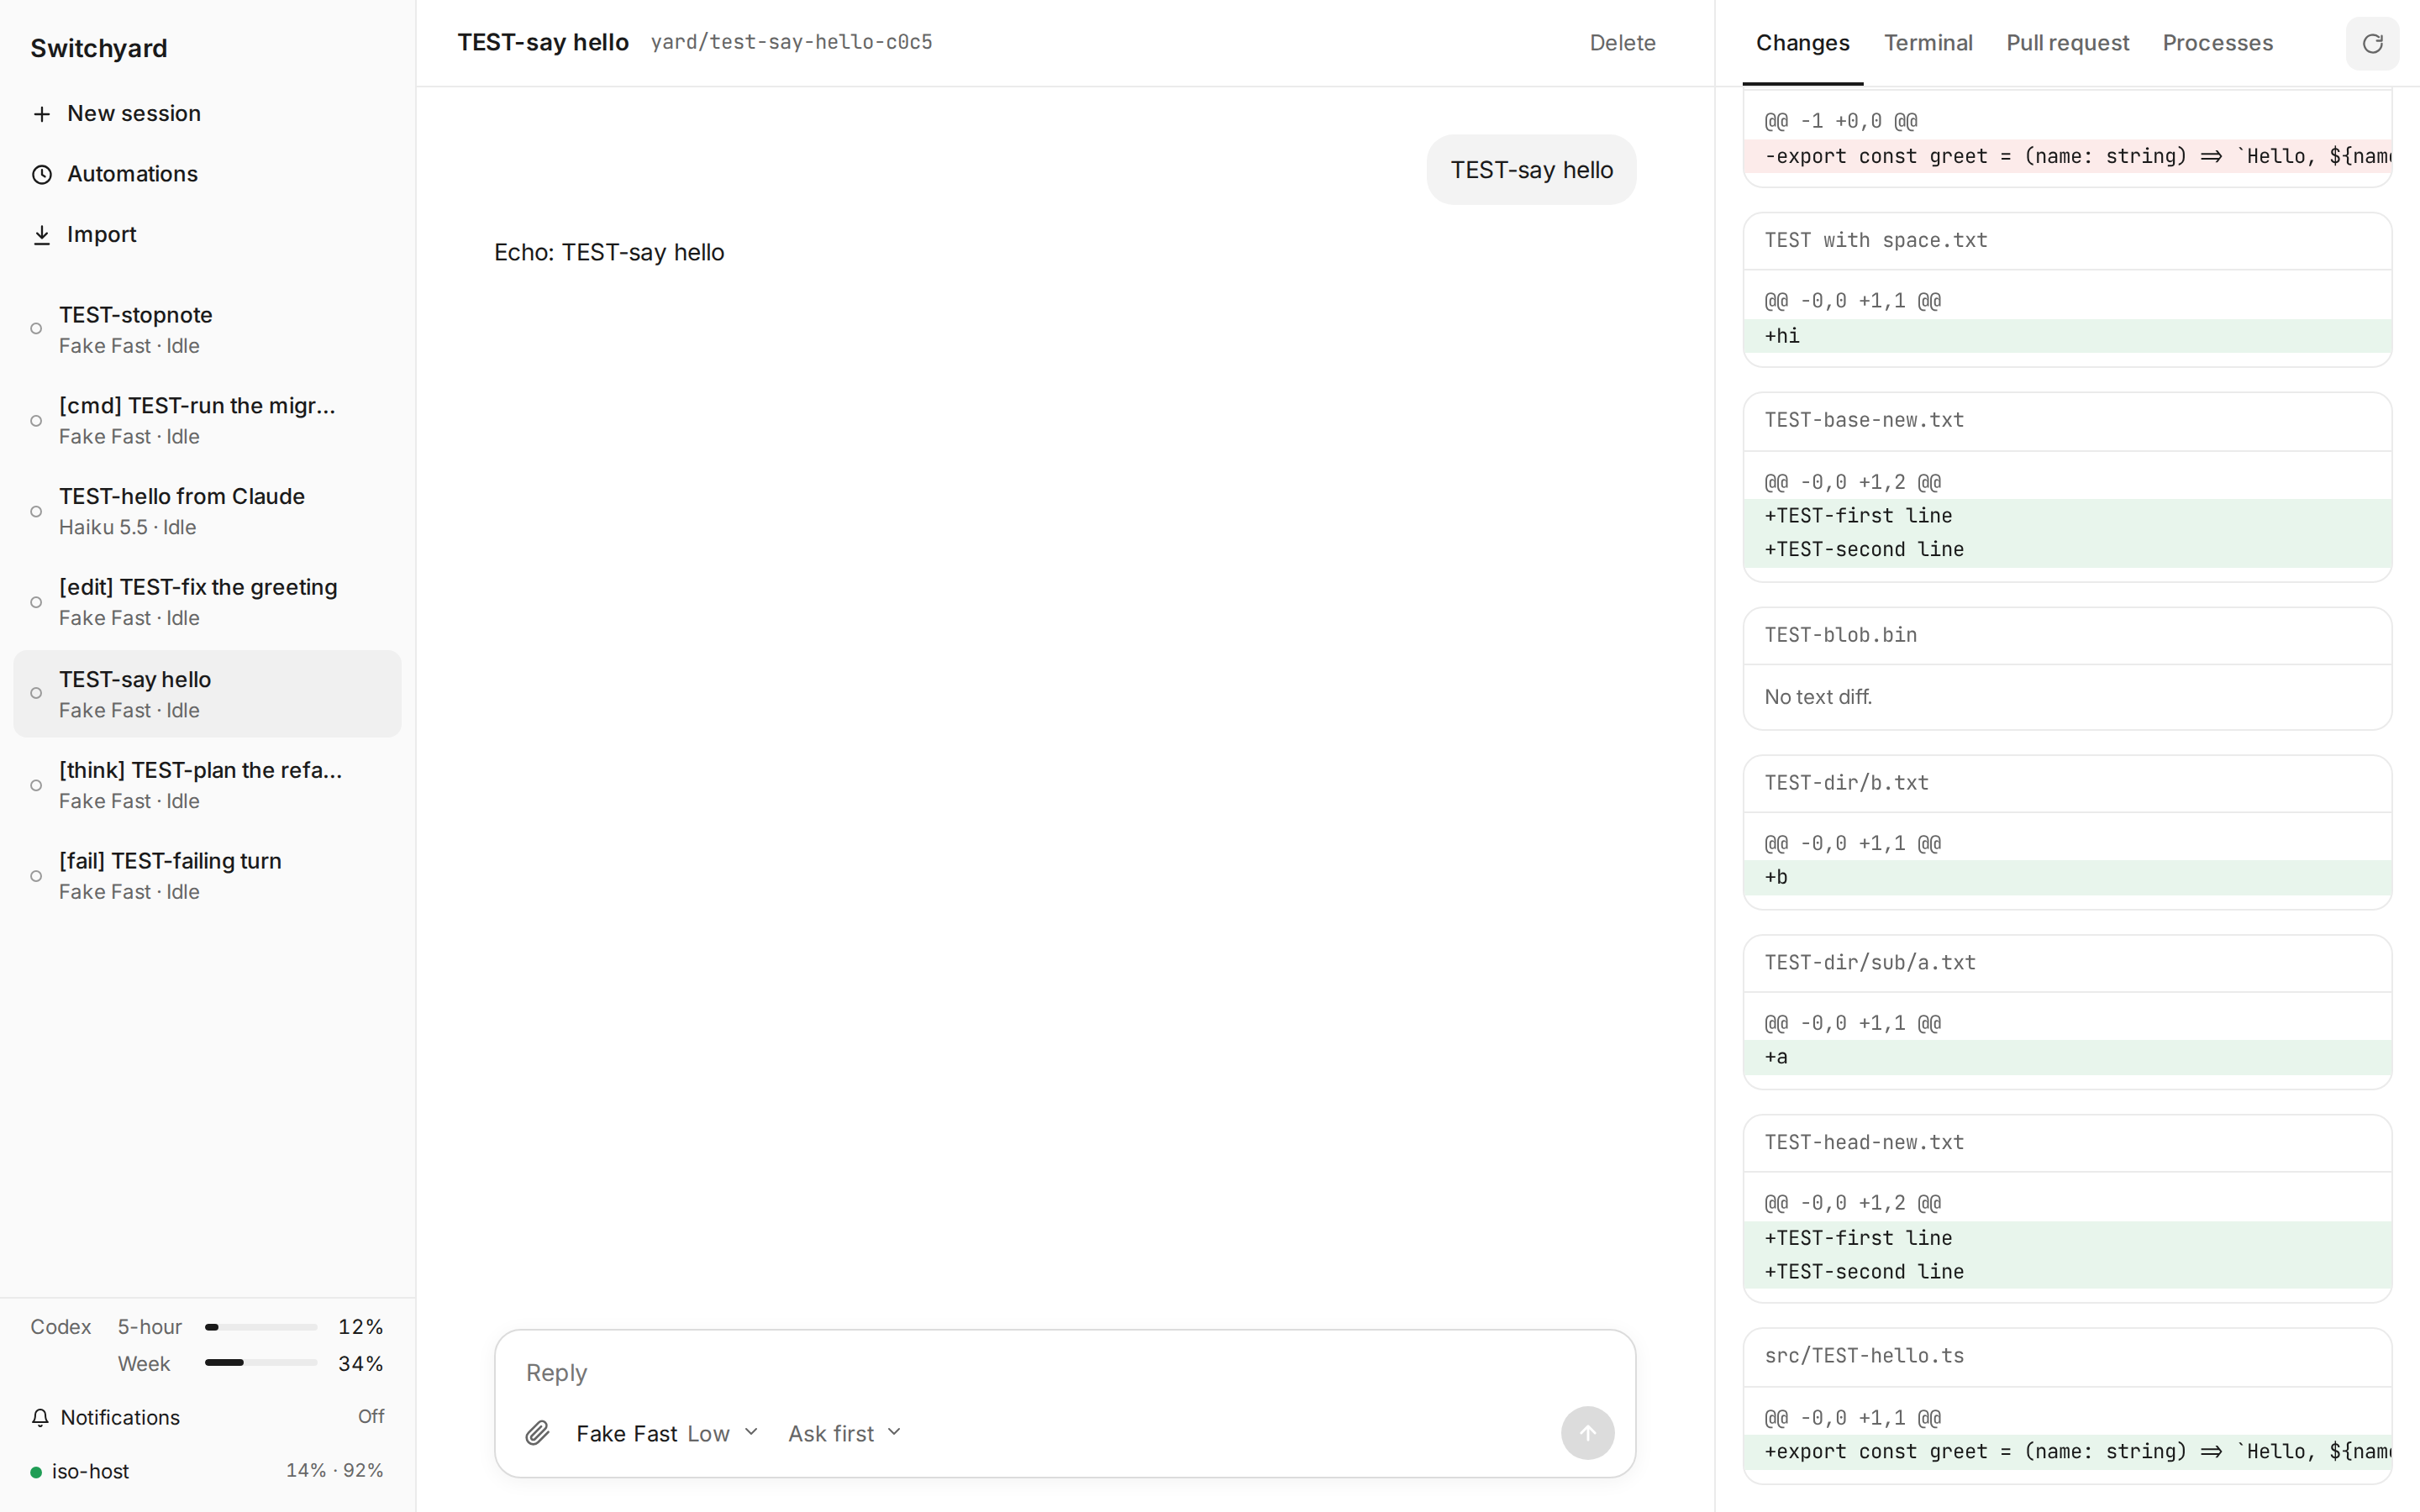 Switchyard
New session
Automations
Import
TEST-stopnote
Fake Fast · Idle
[cmd] TEST-run the migr...
Fake Fast · Idle
TEST-hello from Claude
Haiku 5.5 · Idle
[edit] TEST-fix the greeting
Fake Fast · Idle
TEST-say hello
Fake Fast · Idle
[think] TEST-plan the refa...
Fake Fast · Idle
[fail] TEST-failing turn
Fake Fast · Idle
Codex 5-hour 12%
Week 34%
Notifications Off
iso-host 14% · 92%
TEST-say hello yard/test-say-hello-c0c5 Delete
TEST-say hello
Echo: TEST-say hello
Reply
Fake Fast Low Ask first
Changes Terminal Pull request Processes
@@ -1 +0,0 @@
-export const greet = (name: string) => `Hello, ${name
TEST with space.txt
@@ -0,0 +1,1 @@
+hi
TEST-base-new.txt
@@ -0,0 +1,2 @@
+TEST-first line
+TEST-second line
TEST-blob.bin
No text diff.
TEST-dir/b.txt
@@ -0,0 +1,1 @@
+b
TEST-dir/sub/a.txt
@@ -0,0 +1,1 @@
+a
TEST-head-new.txt
@@ -0,0 +1,2 @@
+TEST-first line
+TEST-second line
src/TEST-hello.ts
@@ -0,0 +1,1 @@
+export const greet = (name: string) => `Hello, ${name